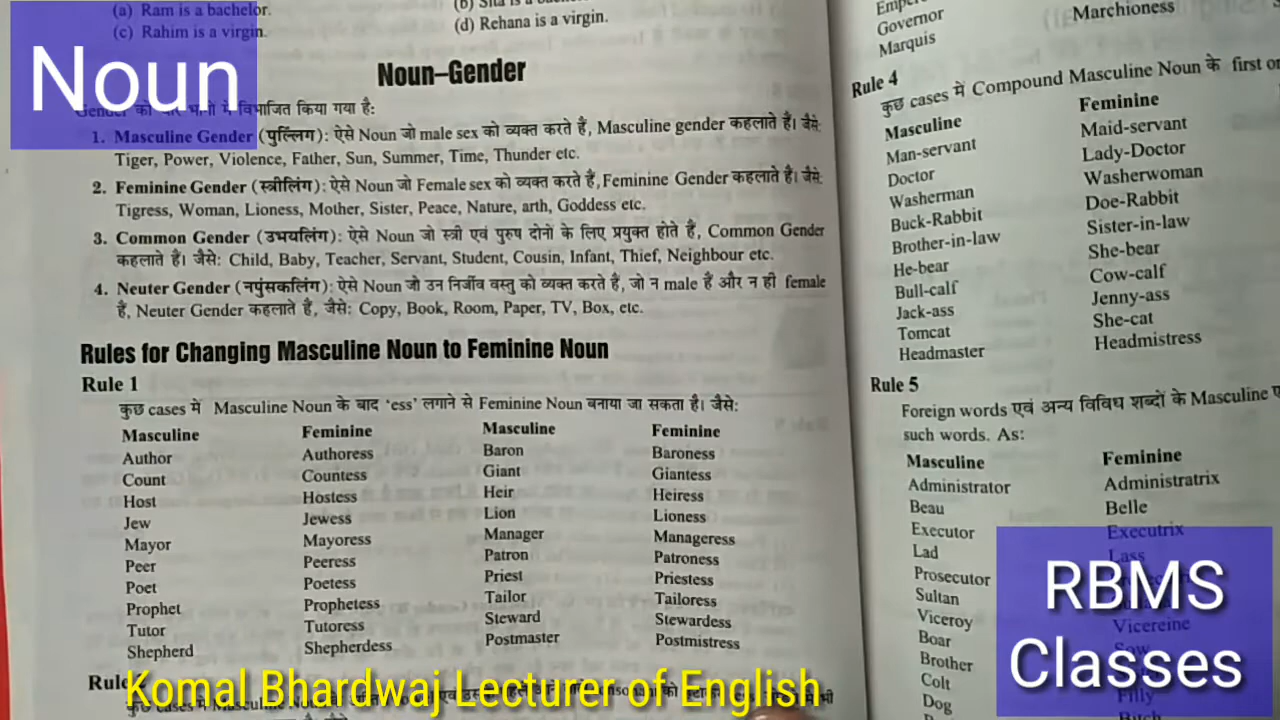 (a) Ram is a bachelor.
(c) Rahim is a virgin.
(d) Rehana is a virgin.
Noun
Noun–Gender
विभाजित किया गया है:
1. Masculine Gender (पुल्लिंग): ऐसे Noun जो male sex को व्यक्त करते हैं, Masculine gender कहलाते हैं। जैसे:
Tiger, Power, Violence, Father, Sun, Summer, Time, Thunder etc.
2. Feminine Gender (स्त्रीलिंग): ऐसे Noun जो Female sex को व्यक्त करते हैं, Feminine Gender कहलाते हैं। जैसे:
Tigress, Woman, Lioness, Mother, Sister, Peace, Nature, arth, Goddess etc.
3. Common Gender (उभयलिंग): ऐसे Noun जो स्त्री एवं पुरुष दोनों के लिए प्रयुक्त होते हैं, Common Gender
कहलाते हैं। जैसे: Child, Baby, Teacher, Servant, Student, Cousin, Infant, Thief, Neighbour etc.
4. Neuter Gender (नपुंसकलिंग): ऐसे Noun जो उन निर्जीव वस्तु को व्यक्त करते हैं, जो न male हैं और न ही female
हैं, Neuter Gender कहलाते हैं, जैसे: Copy, Book, Room, Paper, TV, Box, etc.
Rules for Changing Masculine Noun to Feminine Noun
Rule 1
कुछ cases में Masculine Noun के बाद ‘ess’ लगाने से Feminine Noun बनाया जा सकता है। जैसे:
Masculine Feminine Masculine Feminine
Author Authoress Baron Baroness
Count Countess Giant Giantess
Host Hostess Heir Heiress
Jew Jewess Lion Lioness
Mayor Mayoress Manager Manageress
Peer Peeress Patron Patroness
Poet Poetess Priest Priestess
Prophet Prophetess Tailor Tailoress
Tutor Tutoress Steward Stewardess
Shepherd Shepherdess Postmaster Postmistress
Komal Bhardwaj Lecturer of English
Governor
Marquis Marchioness
Rule 4
कुछ cases में Compound Masculine Noun के first
Masculine Feminine
Man-servant Maid-servant
Doctor Lady-Doctor
Washerman Washerwoman
Buck-Rabbit Doe-Rabbit
Brother-in-law Sister-in-law
He-bear She-bear
Bull-calf Cow-calf
Jack-ass Jenny-ass
Tomcat She-cat
Headmaster Headmistress
Rule 5
Foreign words एवं अन्य विविध शब्दों के Masculine
such words. As:
Masculine Feminine
Administrator Administratrix
Beau Belle
Executor Executrix
Lad Lass
Prosecutor
Sultan
Viceroy Vicereine
Boar Sow
Brother
Colt Filly
Dog
RBMS
Classes